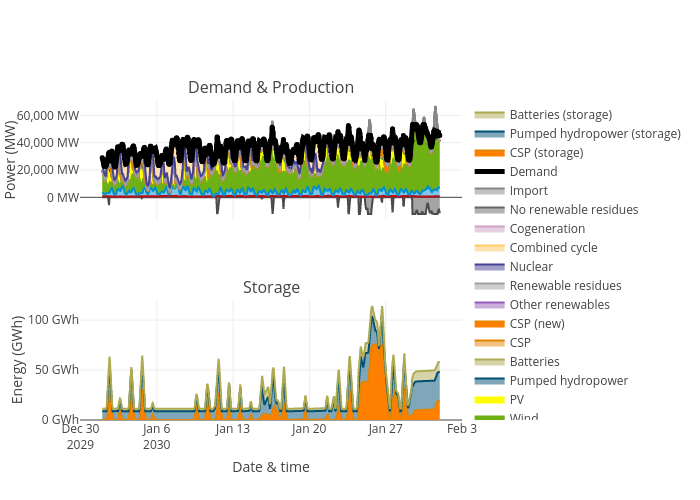 Demand & Production
Power (MW)
60,000 MW
40,000 MW
20,000 MW
0 MW
Storage
Energy (GWh)
100 GWh
50 GWh
0 GWh
Dec 30
2029
Jan 6
2030
Jan 13
Jan 20
Jan 27
Feb 3
Date & time
Batteries (storage)
Pumped hydropower (storage)
CSP (storage)
Demand
Import
No renewable residues
Cogeneration
Combined cycle
Nuclear
Renewable residues
Other renewables
CSP (new)
CSP
Batteries
Pumped hydropower
PV
Wind